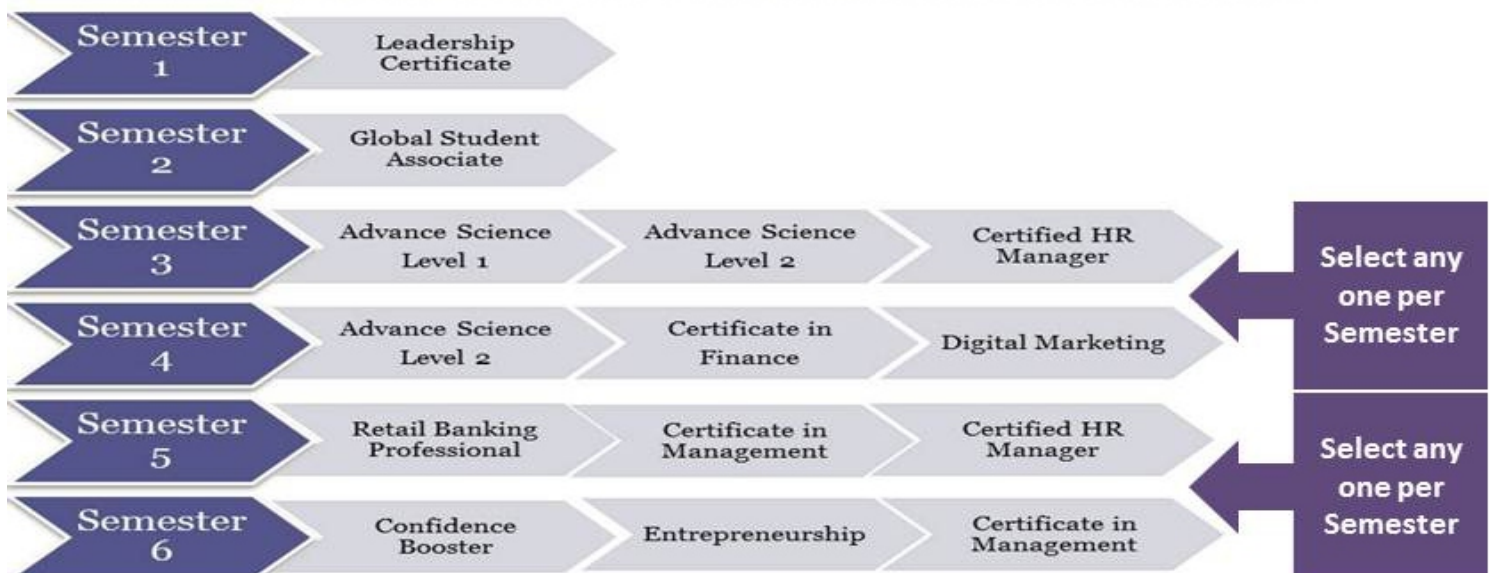 Semester
1
Leadership
Certificate
Semester
2
Global Student
Associate
Semester
3
Advance Science
Level 1
Advance Science
Level 2
Certified HR
Manager
Semester
4
Advance Science
Level 2
Certificate in
Finance
Digital Marketing
Select any
one per
Semester
Semester
5
Retail Banking
Professional
Certificate in
Management
Certified HR
Manager
Semester
6
Confidence
Booster
Entrepreneurship
Certificate in
Management
Select any
one per
Semester